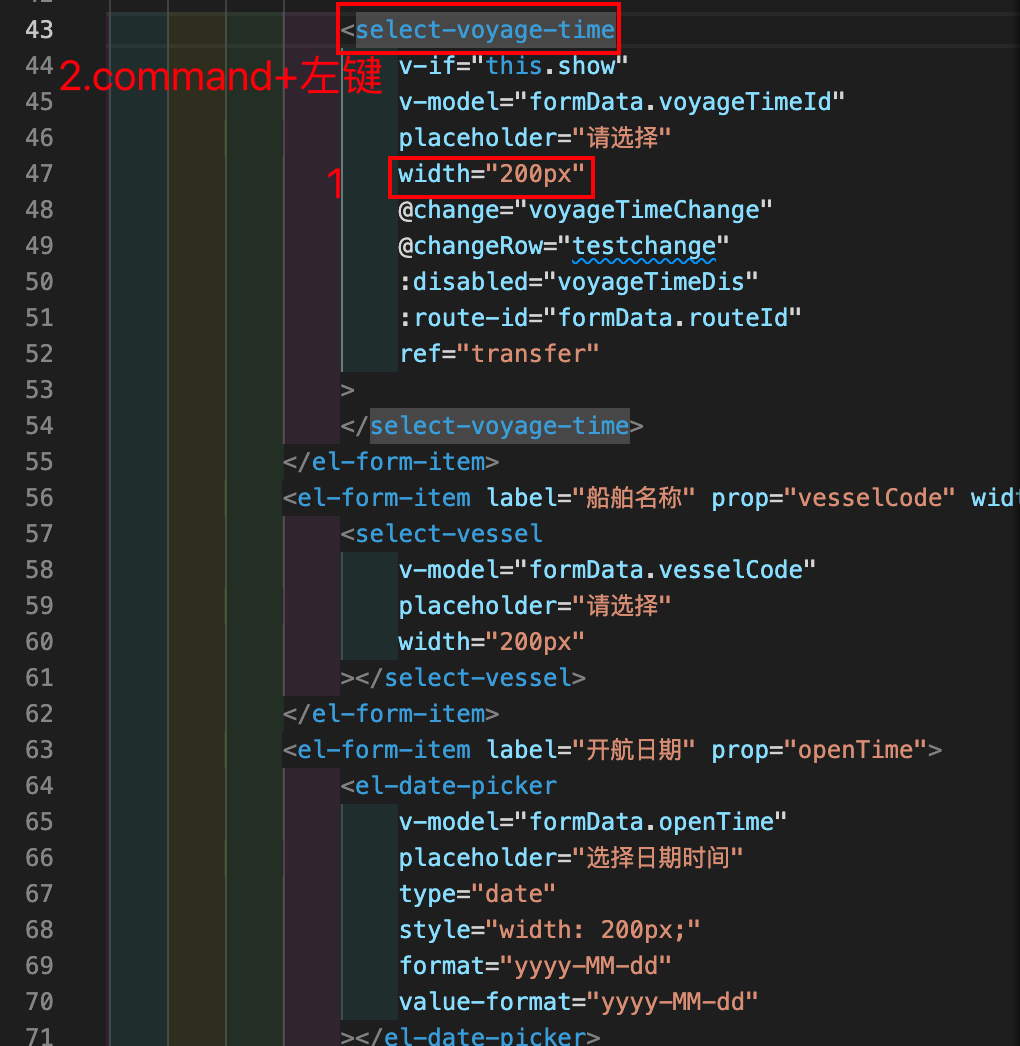 43 <select-voyage-time
44 v-if="this.show"
2.command+左键
45 v-model="formData.voyageTimeId"
46 placeholder="请选择"
47 width="200px"
1
48 @change="voyageTimeChange"
49 @changeRow="testchange"
50 :disabled="voyageTimeDis"
51 :route-id="formData.routeId"
52 ref="transfer"
53 >
54 </select-voyage-time>
55 </el-form-item>
56 <el-form-item label="船舶名称" prop="vesselCode" widt
57 <select-vessel
58 v-model="formData.vesselCode"
59 placeholder="请选择"
60 width="200px"
61 ></select-vessel>
62 </el-form-item>
63 <el-form-item label="开航日期" prop="openTime">
64 <el-date-picker
65 v-model="formData.openTime"
66 placeholder="选择日期时间"
67 type="date"
68 style="width: 200px;"
69 format="yyyy-MM-dd"
70 value-format="yyyy-MM-dd"
71 ></el-date-picker>